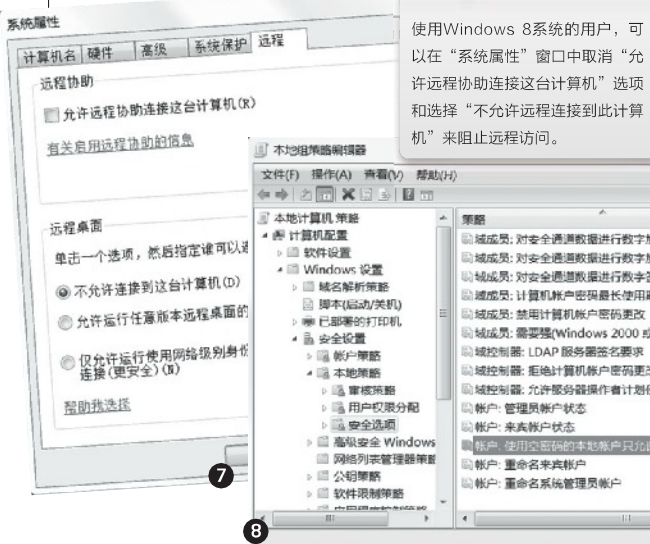 系统属性
计算机名 硬件 高级 系统保护 远程
远程协助
允许远程协助连接这台计算机(R)
有关启用远程协助的信息
远程桌面
单击一个选项，然后指定谁可以
不允许连接到这台计算机(D)
允许运行任意版本远程桌面的
仅允许运行使用网络级别身份
连接(更安全)(N)
帮助我选择
7
使用Windows 8系统的用户，可
以在“系统属性”窗口中取消“允
许远程协助连接这台计算机”选项
和选择“不允许远程连接到此计算
机”来阻止远程访问。
本地组策略编辑器
文件(F) 操作(A) 查看(V) 帮助(H)
本地计算机 策略
计算机配置
软件设置
Windows 设置
域名解析策略
脚本(启动/关机)
已部署的打印机
安全设置
帐户策略
本地策略
审核策略
用户权限分配
安全选项
高级安全 Windows
网络列表管理器策略
公钥策略
软件限制策略
应用程序控制策略
策略
域成员: 对安全通道数据进行数字
域成员: 对安全通道数据进行数字
域成员: 对安全通道数据进行数字
域成员: 计算机帐户密码最长使用
域成员: 禁用计算机帐户密码更改
域成员: 需要强(Windows 2000 或
域控制器: LDAP 服务器签名要求
域控制器: 拒绝计算机帐户密码更
域控制器: 允许服务器操作者计划
帐户: 管理员帐户状态
帐户: 来宾帐户状态
帐户: 使用空密码的本地帐户只允
帐户: 重命名来宾帐户
帐户: 重命名系统管理员帐户
8